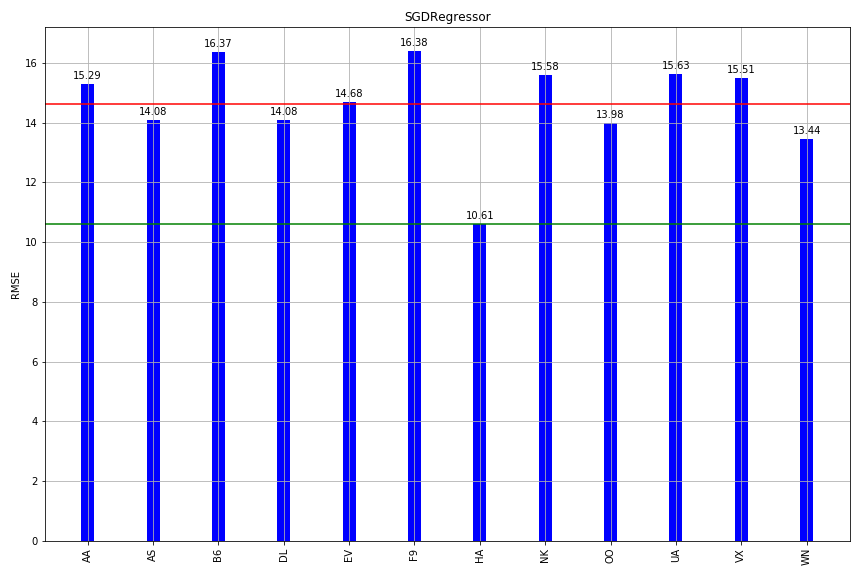 SGDRegressor
16.37
16.38
15.29
15.58
15.63
15.51
14.08
14.08
14.68
13.98
13.44
10.61
RMSE
16
14
12
10
8
6
4
2
0
AA
AS
B6
DL
EV
F9
HA
NK
OO
UA
VX
WN